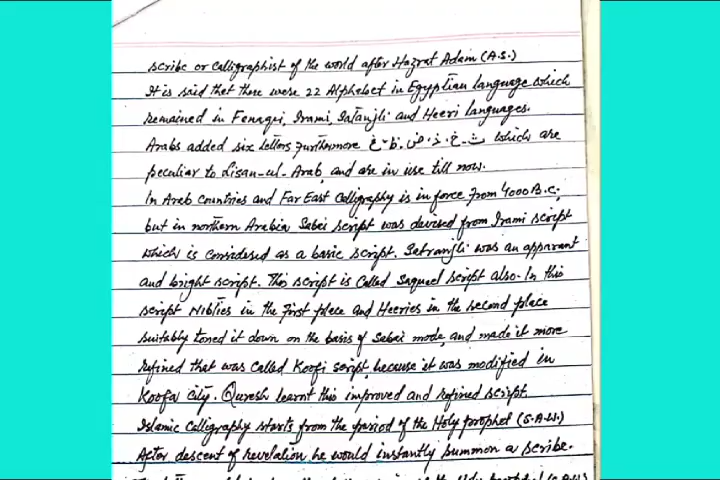 scribe or calligraphist of the world after Hazrat Adam (A.S.)
It is said that there were 22 Alphabet in Egyptian language which
remained in Fenaqei, Irami, Satanjli and Heeri languages.
Arabs added six letters furthermore ث - خ . ذ . ض . ظ - غ which are
peculiar to Lisan-ul-Arab, and are in use till now.
In Arab countries and Far East Calligraphy is in force from 4000 B.C;
but in northern Arabia Sabai script was devised from Irami script
which is considered as a basic script. Satranjli was an apparant
and bright script. This script is called Saqueel script also. In this
script Nibties in the first place and Heeries in the second place
suitably toned it down on the basis of Sabai mode, and made it more
refined that was called Koofi script, because it was modified in
Koofa city. Quresh learnt this improved and refined script.
Islamic Calligraphy starts from the period of the Holy prophet (S.A.W.)
After descent of revelation he would instantly summon a scribe.